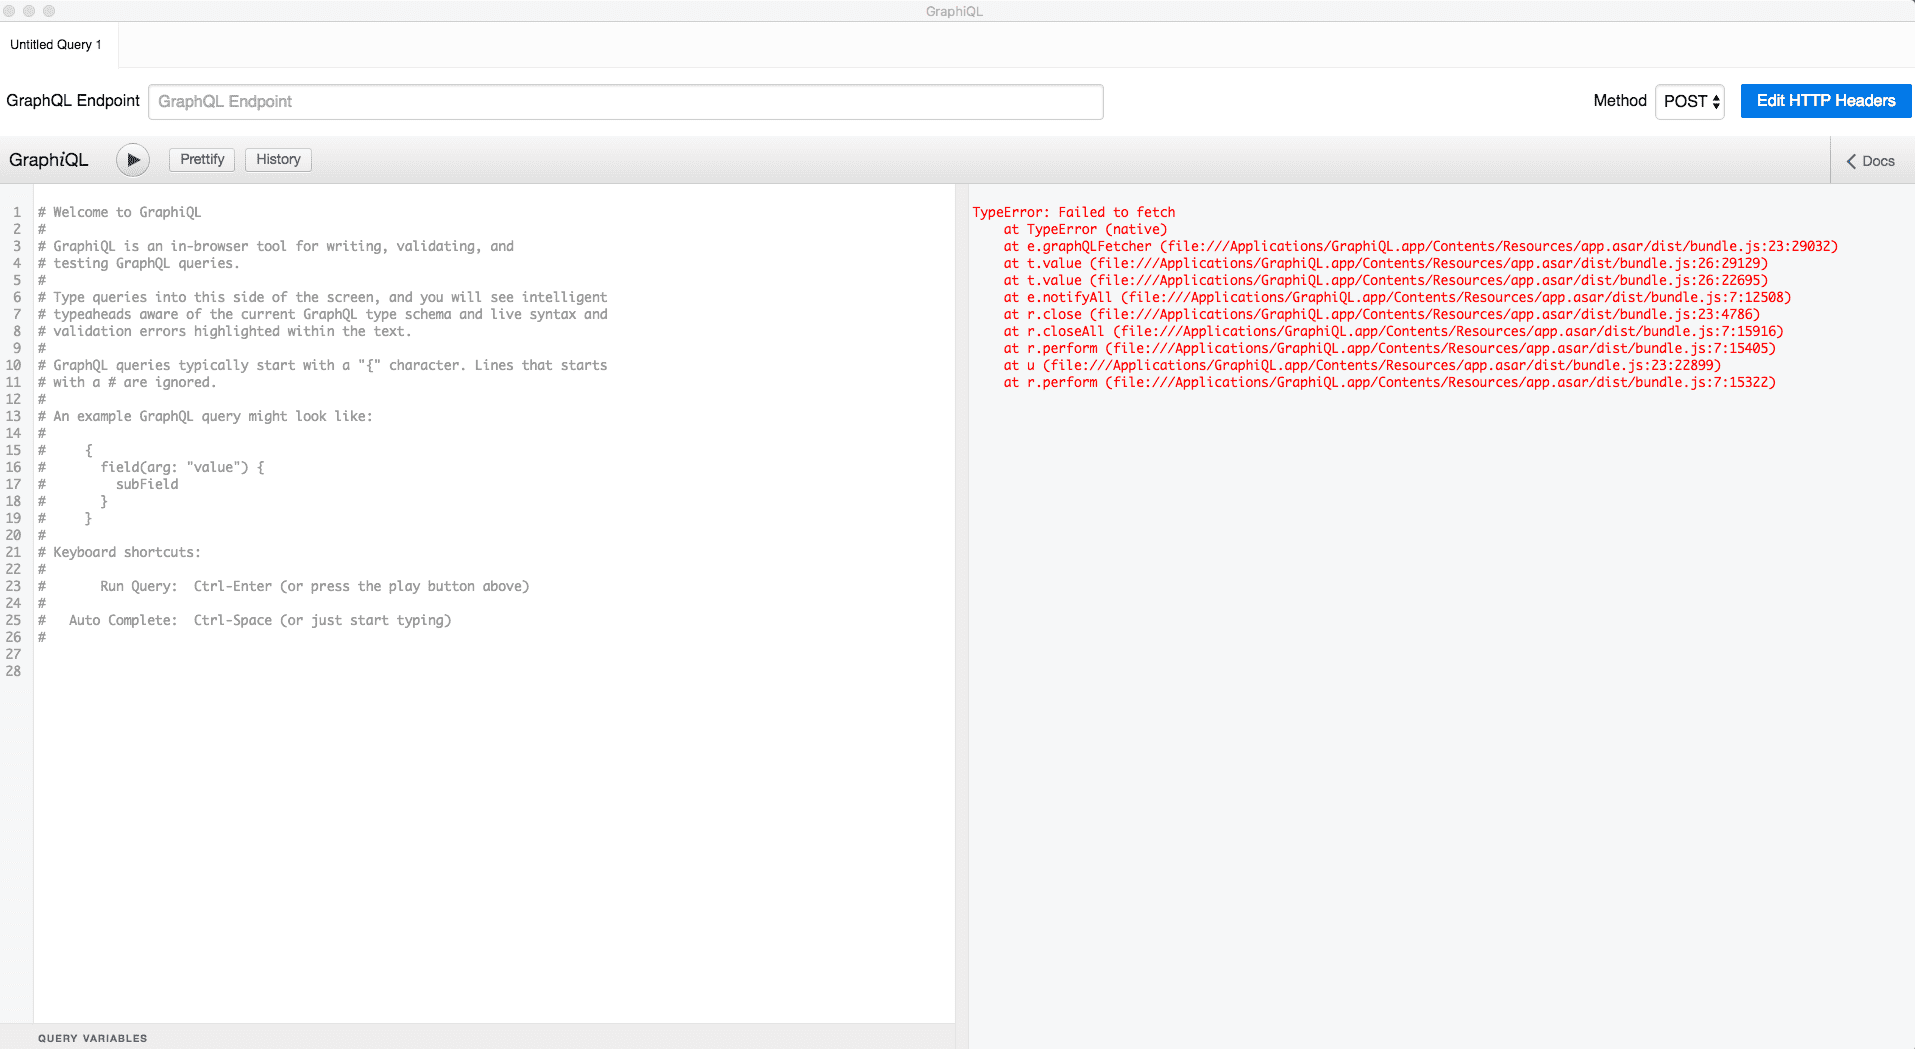 GraphiQL
Untitled Query 1
GraphQL Endpoint GraphQL Endpoint Method POST Edit HTTP Headers
GraphiQL Prettify History Docs
1 # Welcome to GraphiQL
2 #
3 # GraphiQL is an in-browser tool for writing, validating, and
4 # testing GraphQL queries.
5 #
6 # Type queries into this side of the screen, and you will see intelligent
7 # typeaheads aware of the current GraphQL type schema and live syntax and
8 # validation errors highlighted within the text.
9 #
10 # GraphQL queries typically start with a "{" character. Lines that starts
11 # with a # are ignored.
12 #
13 # An example GraphQL query might look like:
14 #
15 #     {
16 #       field(arg: "value") {
17 #         subField
18 #       }
19 #     }
20 #
21 # Keyboard shortcuts:
22 #
23 #       Run Query:  Ctrl-Enter (or press the play button above)
24 #
25 #   Auto Complete:  Ctrl-Space (or just start typing)
26 #
27
28
QUERY VARIABLES
TypeError: Failed to fetch
    at TypeError (native)
    at e.graphQLFetcher (file:///Applications/GraphiQL.app/Contents/Resources/app.asar/dist/bundle.js:23:29032)
    at t.value (file:///Applications/GraphiQL.app/Contents/Resources/app.asar/dist/bundle.js:26:29129)
    at t.value (file:///Applications/GraphiQL.app/Contents/Resources/app.asar/dist/bundle.js:26:22695)
    at e.notifyAll (file:///Applications/GraphiQL.app/Contents/Resources/app.asar/dist/bundle.js:7:12508)
    at r.close (file:///Applications/GraphiQL.app/Contents/Resources/app.asar/dist/bundle.js:23:4786)
    at r.closeAll (file:///Applications/GraphiQL.app/Contents/Resources/app.asar/dist/bundle.js:7:15916)
    at r.perform (file:///Applications/GraphiQL.app/Contents/Resources/app.asar/dist/bundle.js:7:15405)
    at u (file:///Applications/GraphiQL.app/Contents/Resources/app.asar/dist/bundle.js:23:22899)
    at r.perform (file:///Applications/GraphiQL.app/Contents/Resources/app.asar/dist/bundle.js:7:15322)